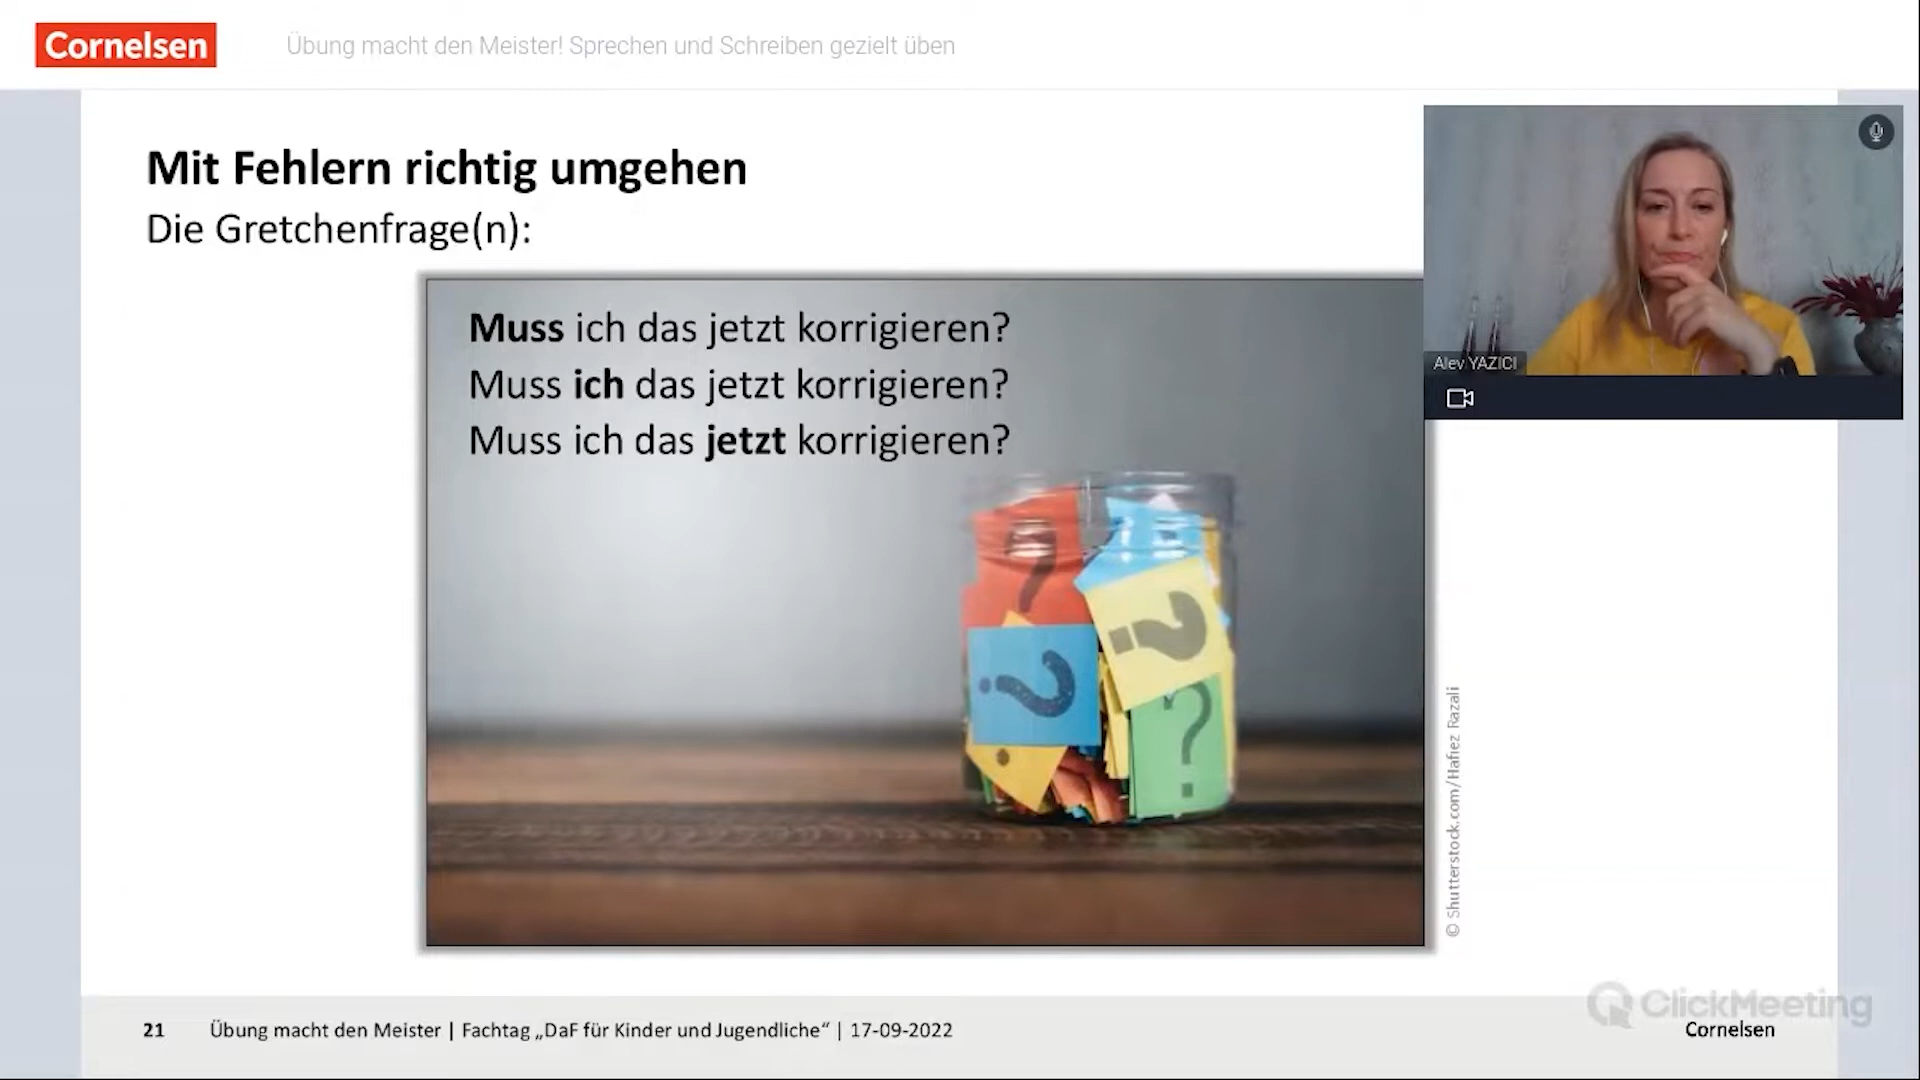 Cornelsen
Übung macht den Meister! Sprechen und Schreiben gezielt üben
Mit Fehlern richtig umgehen
Die Gretchenfrage(n):
Muss ich das jetzt korrigieren?
Muss ich das jetzt korrigieren?
Muss ich das jetzt korrigieren?
Alev YAZICI
?
?
?
?
© Shutterstock.com/Hafiez Razali
ClickMeeting
21 Übung macht den Meister | Fachtag „DaF für Kinder und Jugendliche“ | 17-09-2022
Cornelsen